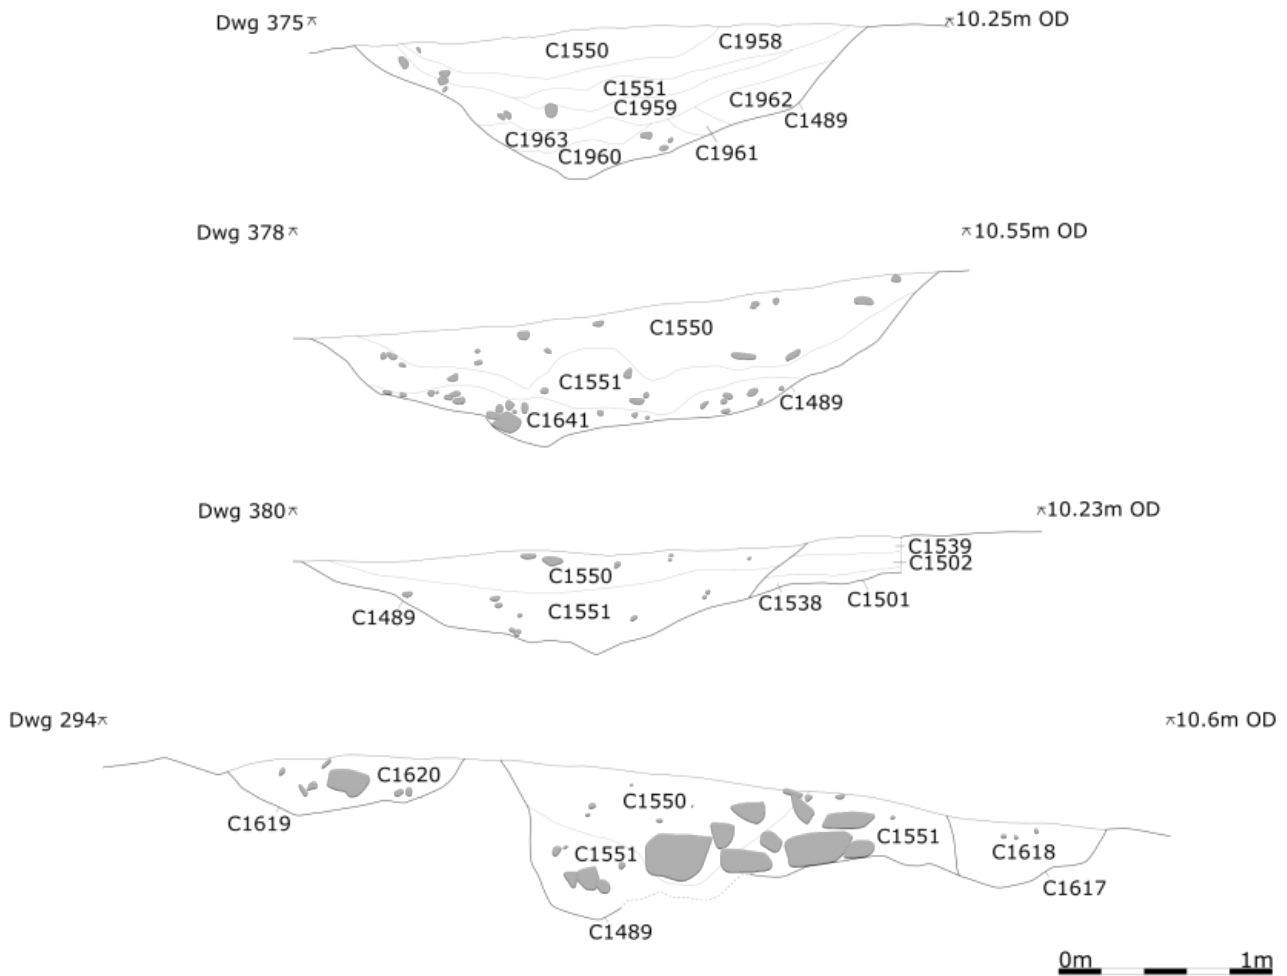 Dwg 375 10.25m OD
C1550 C1958
C1551
C1959 C1962
C1489
C1963
C1960 C1961
Dwg 378 10.55m OD
C1550
C1551
C1489
C1641
Dwg 380 10.23m OD
C1539
C1502
C1550
C1551 C1538 C1501
C1489
Dwg 294 10.6m OD
C1620
C1550
C1619
C1551 C1551 C1618
C1617
C1489
0m 1m